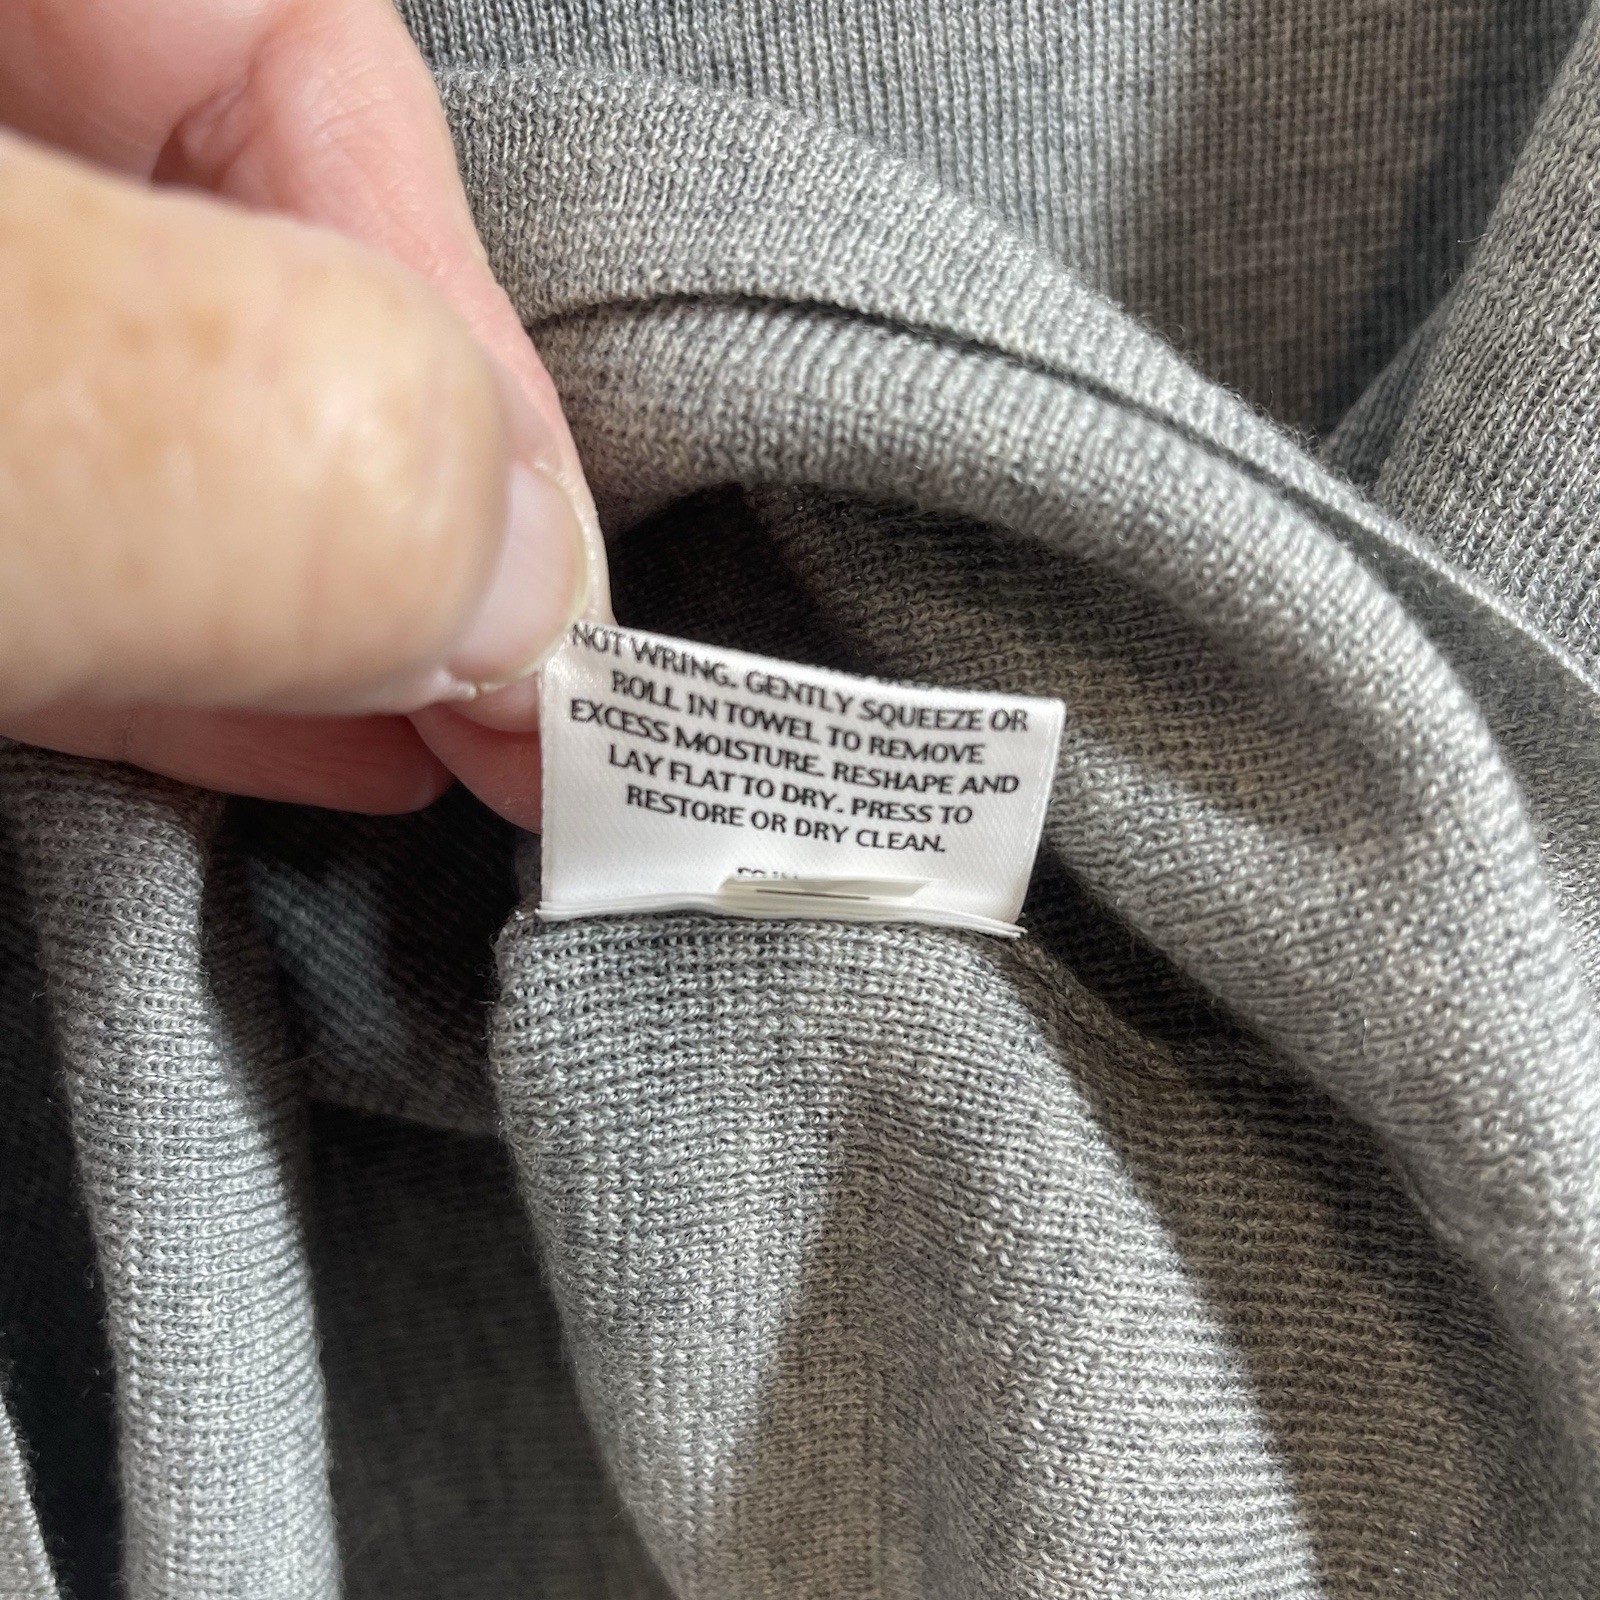 NOT WRING. GENTLY SQUEEZE OR
ROLL IN TOWEL TO REMOVE
EXCESS MOISTURE. RESHAPE AND
LAY FLAT TO DRY. PRESS TO
RESTORE OR DRY CLEAN.